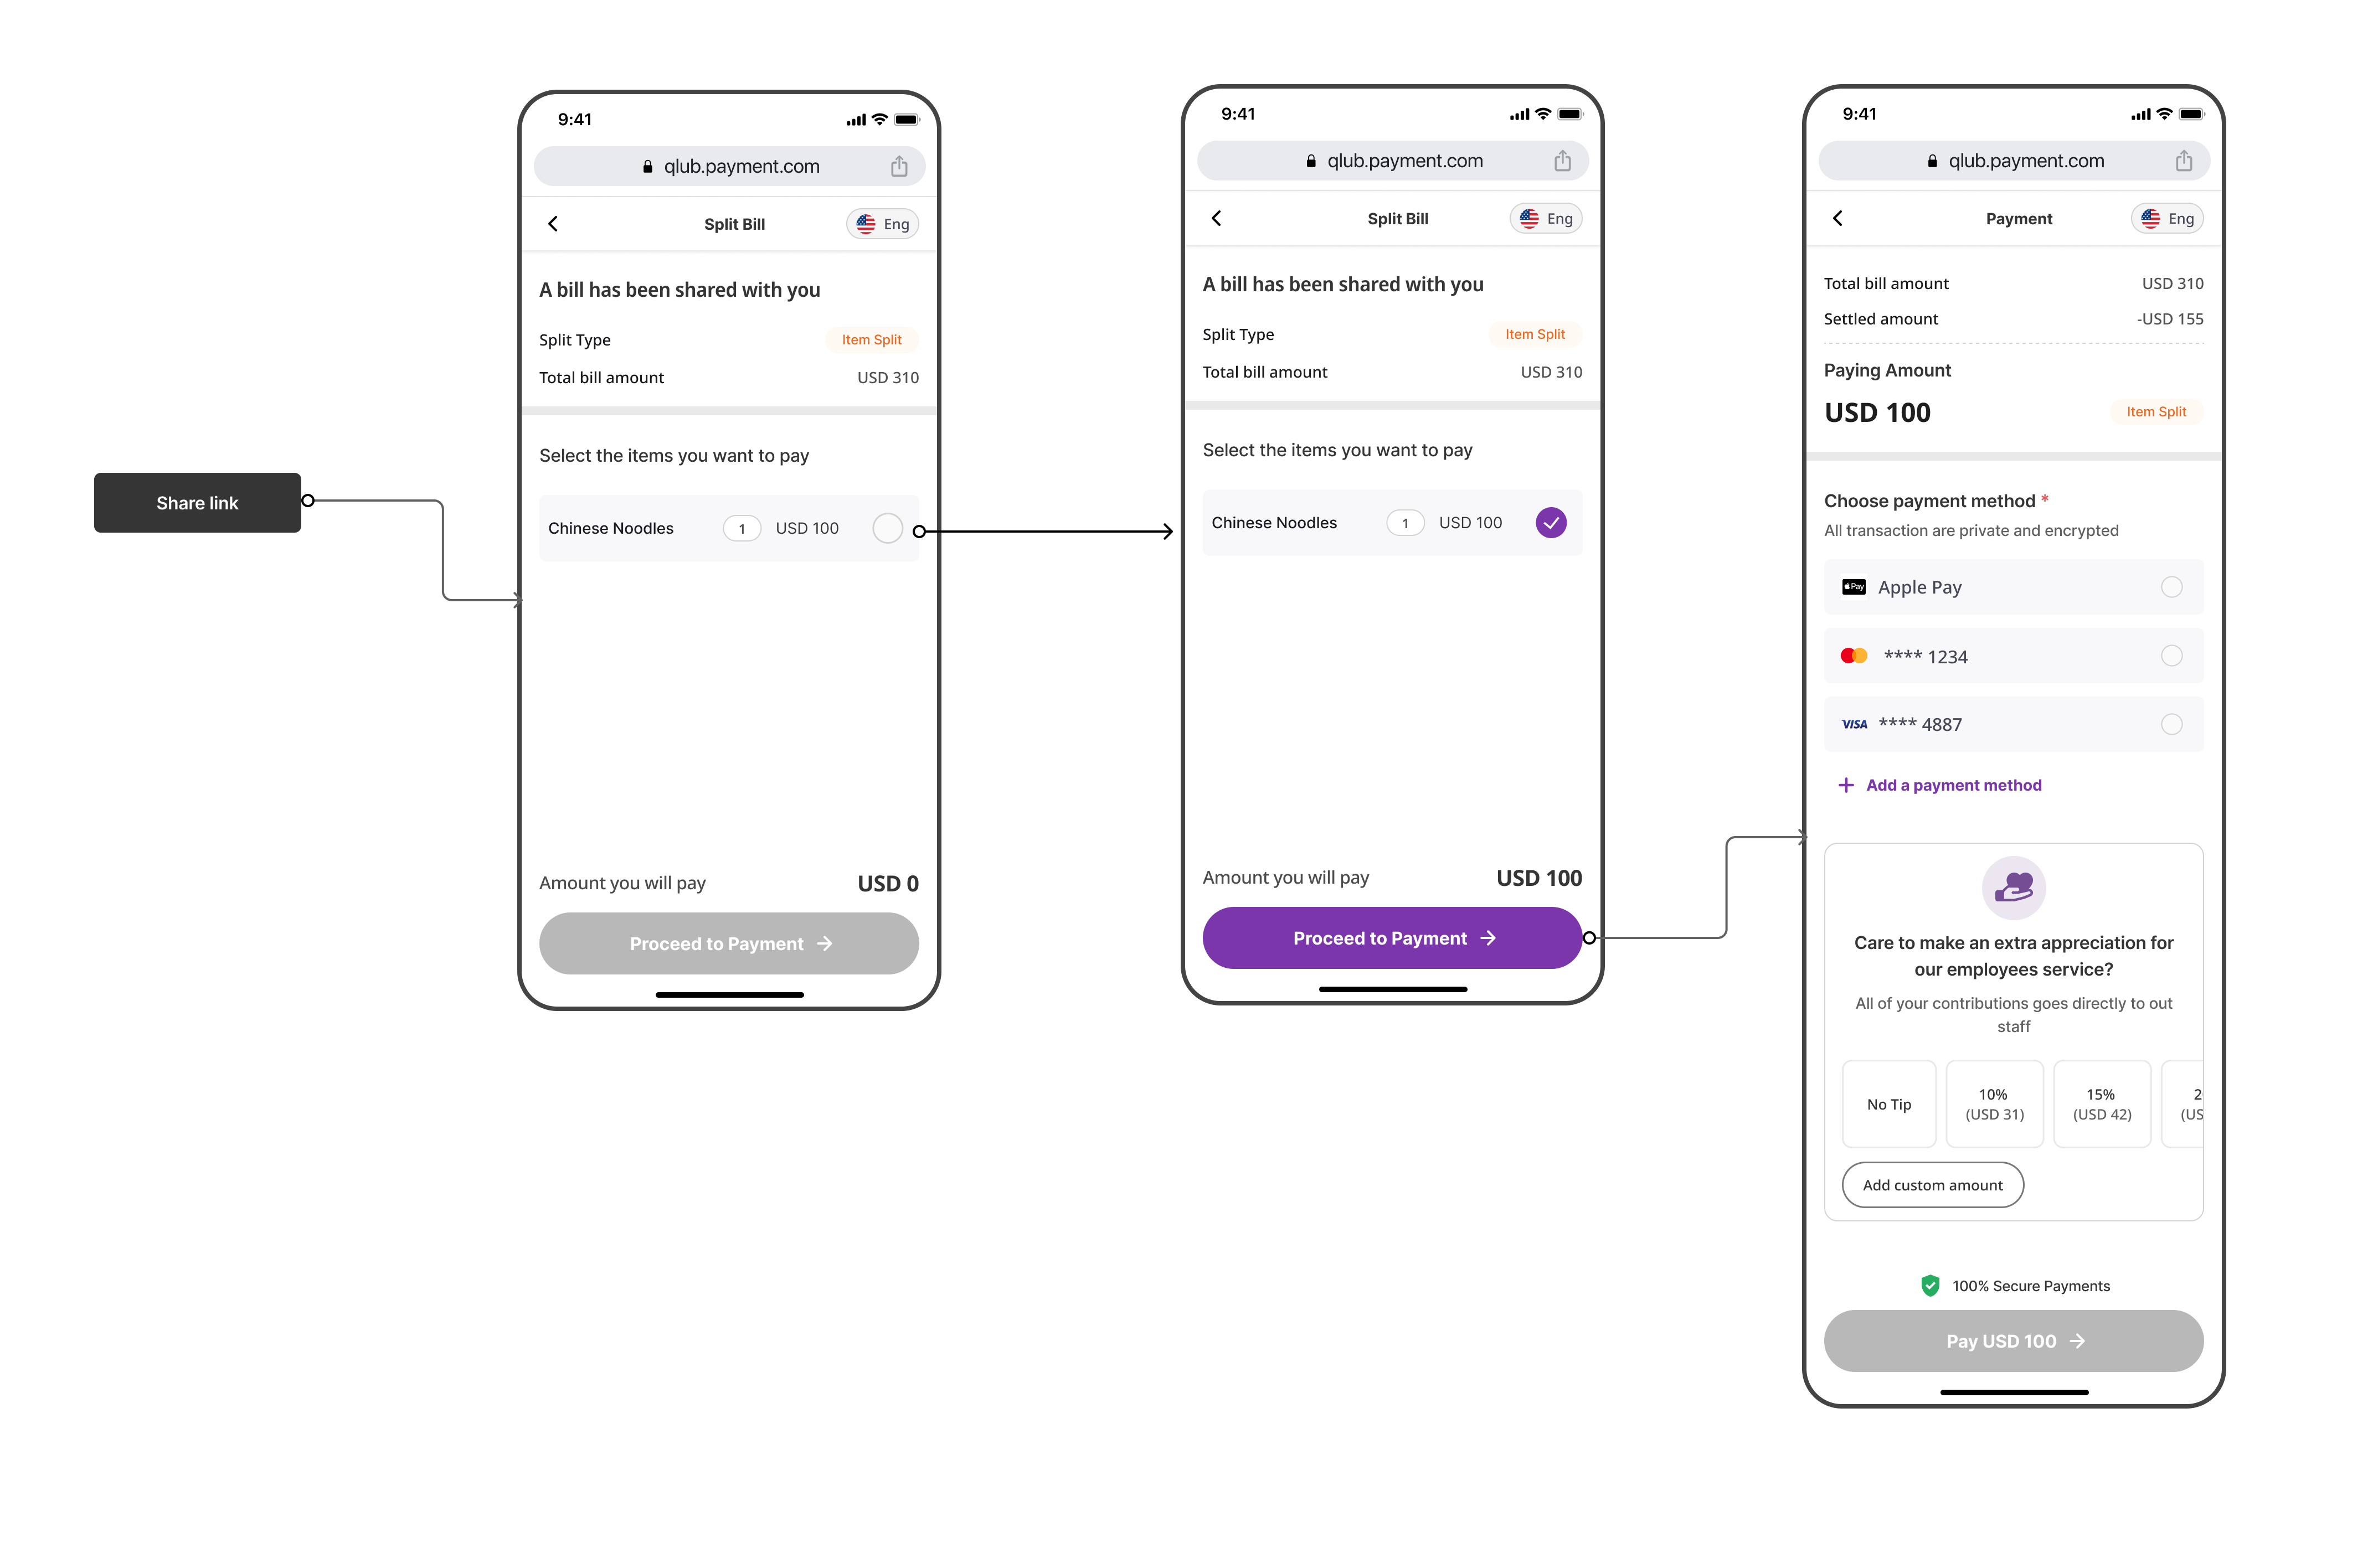 Share link
9:41
qlub.payment.com
Split Bill
Eng
A bill has been shared with you
Split Type
Item Split
Total bill amount
USD 310
Select the items you want to pay
Chinese Noodles
1
USD 100
Amount you will pay
USD 0
Proceed to Payment
9:41
qlub.payment.com
Split Bill
Eng
A bill has been shared with you
Split Type
Item Split
Total bill amount
USD 310
Select the items you want to pay
Chinese Noodles
1
USD 100
Amount you will pay
USD 100
Proceed to Payment
9:41
qlub.payment.com
Payment
Eng
Total bill amount
USD 310
Settled amount
-USD 155
Paying Amount
USD 100
Item Split
Choose payment method *
All transaction are private and encrypted
Pay
Apple Pay
**** 1234
VISA
**** 4887
+ Add a payment method
Care to make an extra appreciation for
our employees service?
All of your contributions goes directly to out
staff
No Tip
10%
(USD 31)
15%
(USD 42)
2
(US
Add custom amount
100% Secure Payments
Pay USD 100